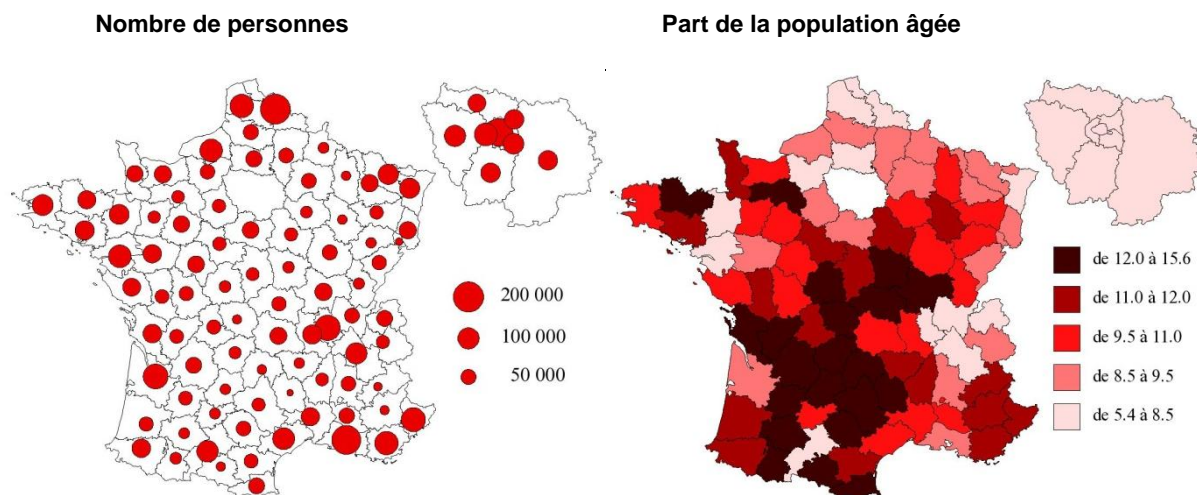 Nombre de personnes
Part de la population âgée
200 000
100 000
50 000
de 12.0 à 15.6
de 11.0 à 12.0
de 9.5 à 11.0
de 8.5 à 9.5
de 5.4 à 8.5